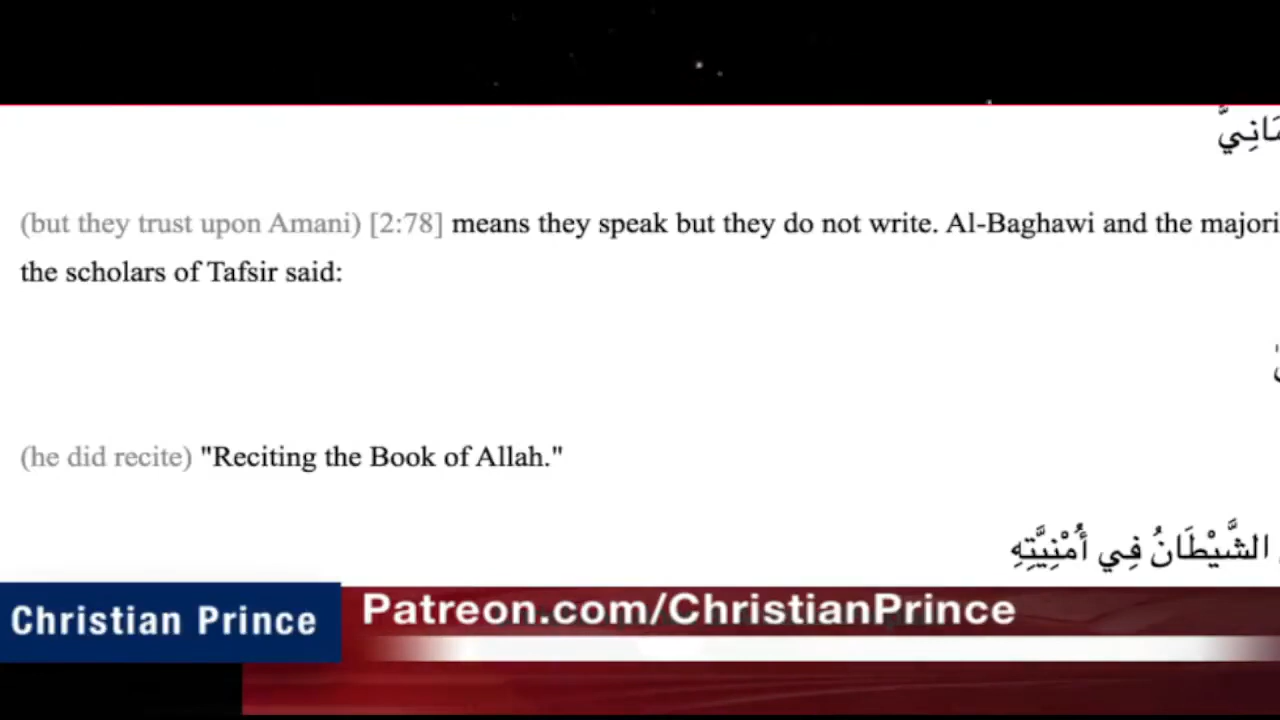 (but they trust upon Amani) [2:78] means they speak but they do not write. Al-Baghawi and the
the scholars of Tafsir said:
(he did recite) "Reciting the Book of Allah."
الشَّيْطَانُ فِي أُمْنِيَّتِهِ
Christian Prince
Patreon.com/ChristianPrince